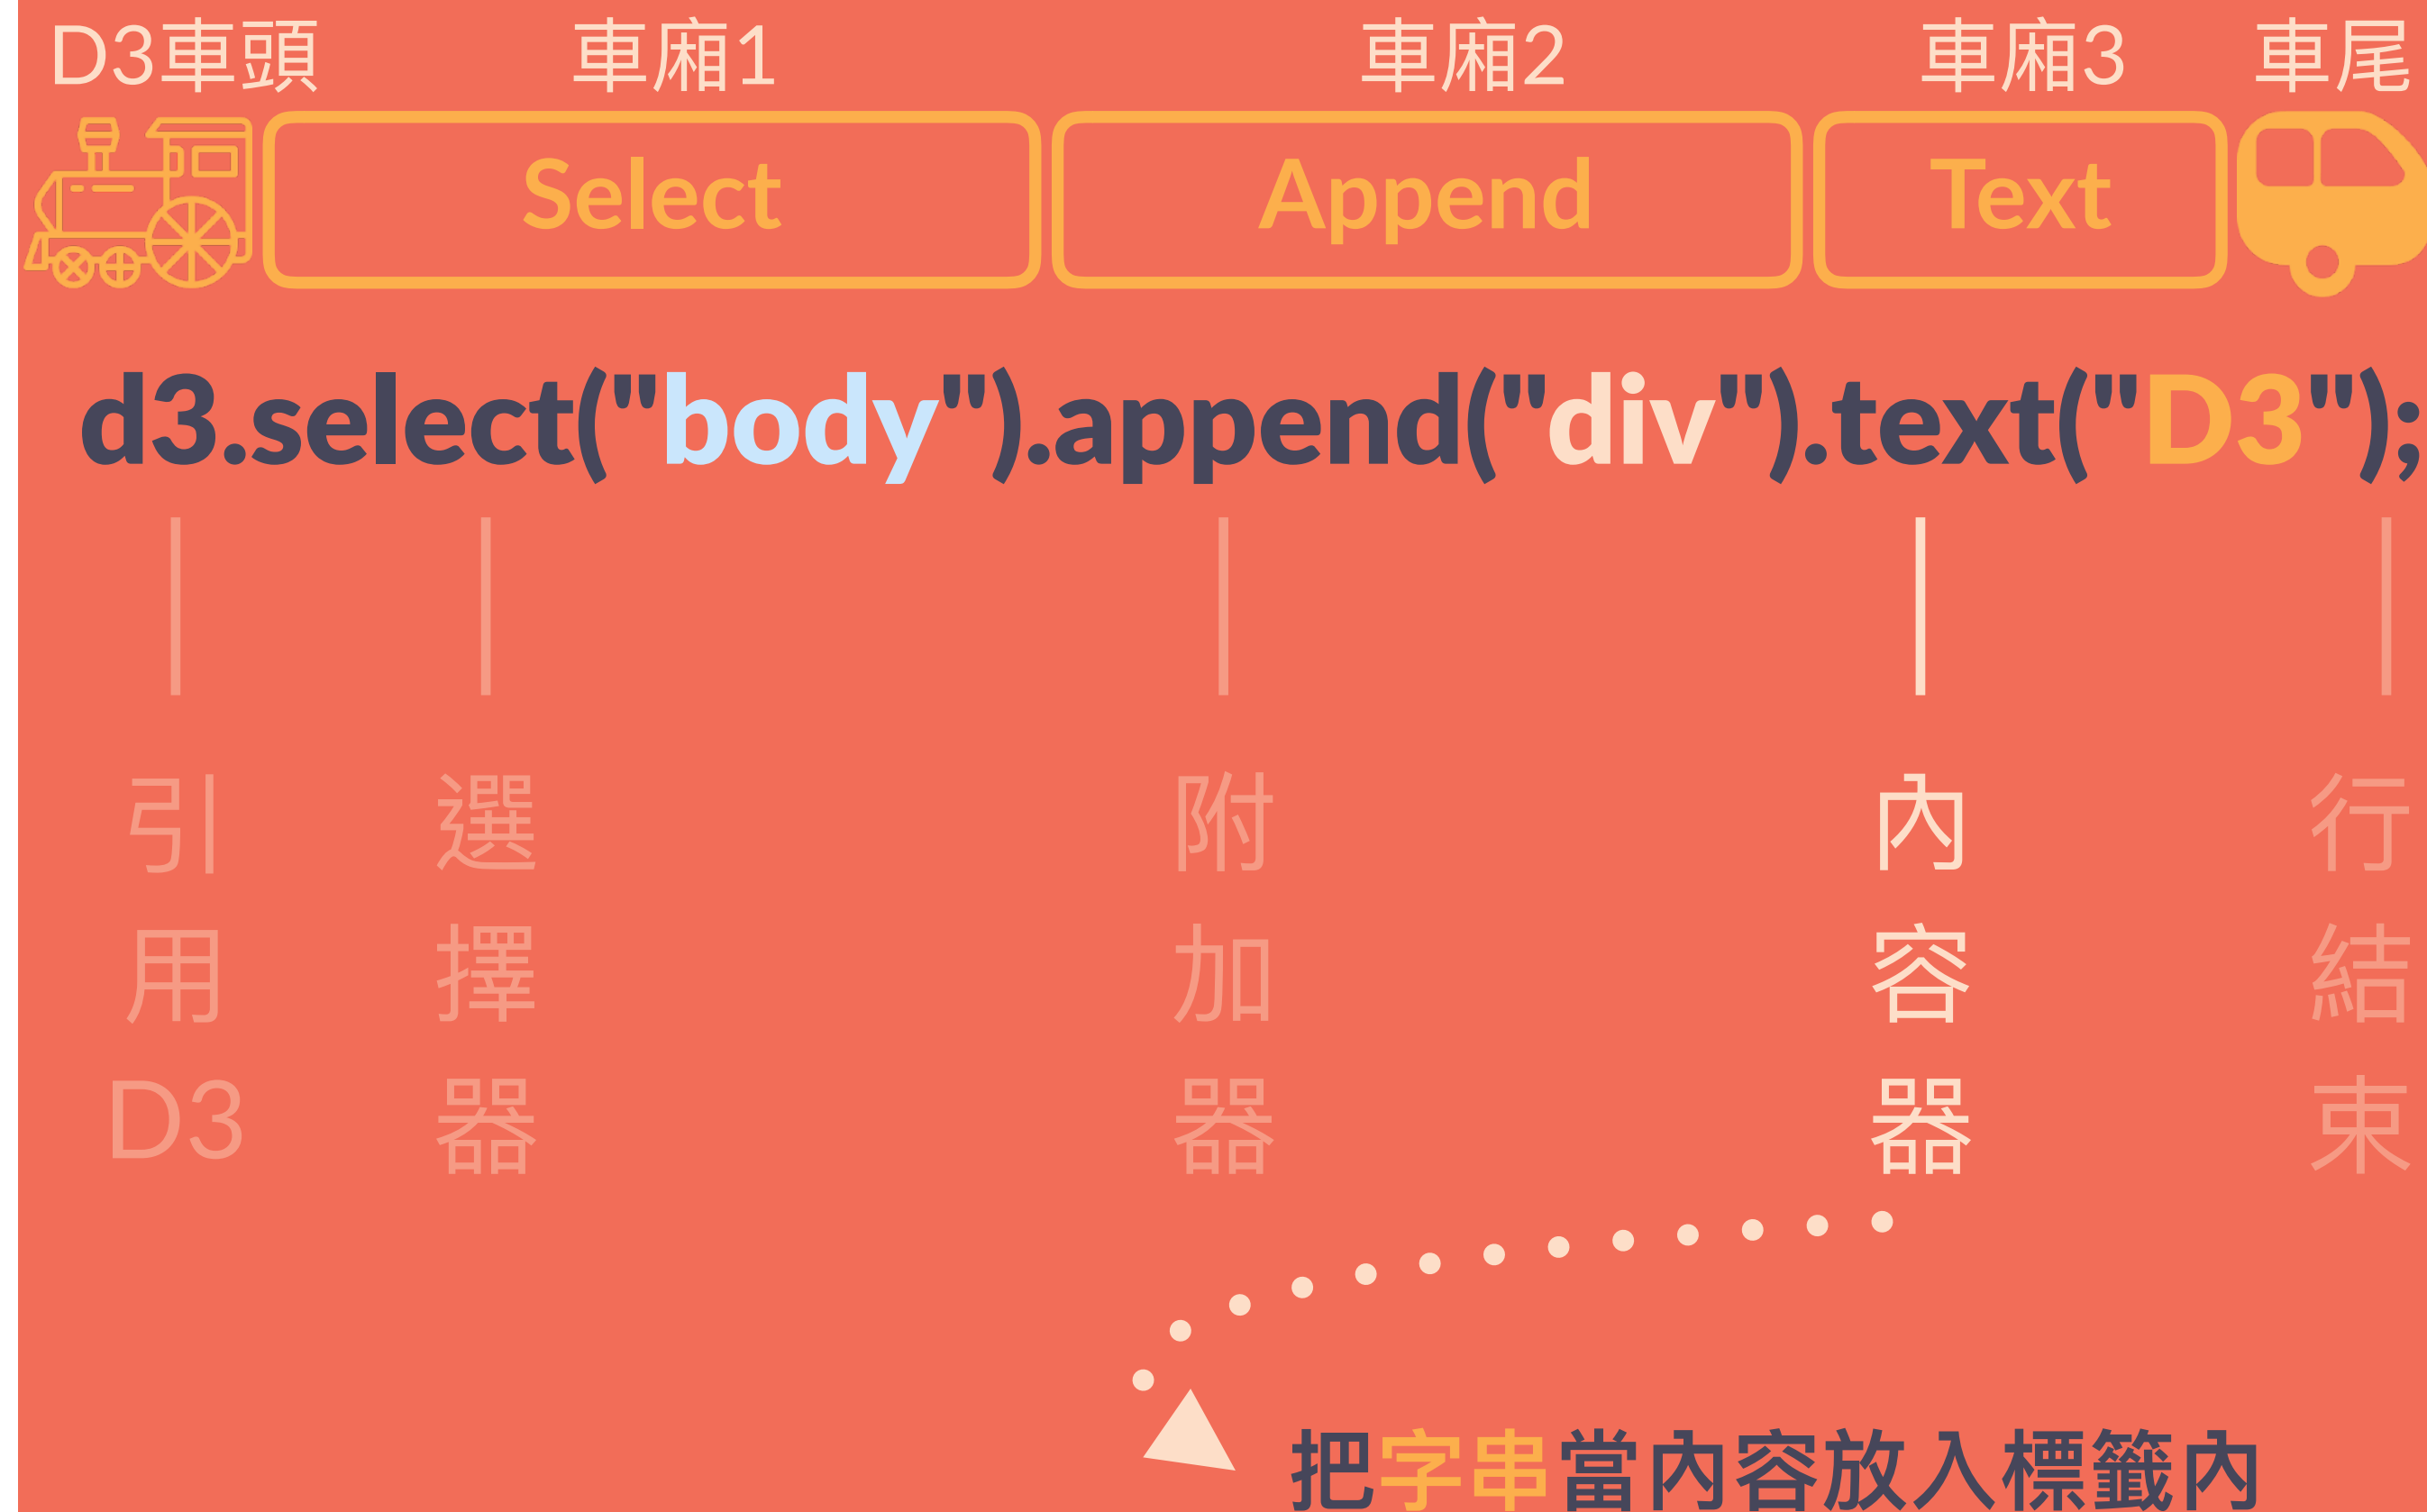 D3車頭 車廂1 車廂2 車廂3 車尾
Select Append Text
d3.select("body").append("div").text("D3");
引用D3
選擇器
附加器
內容器
行結束
把字串當內容放入標籤內